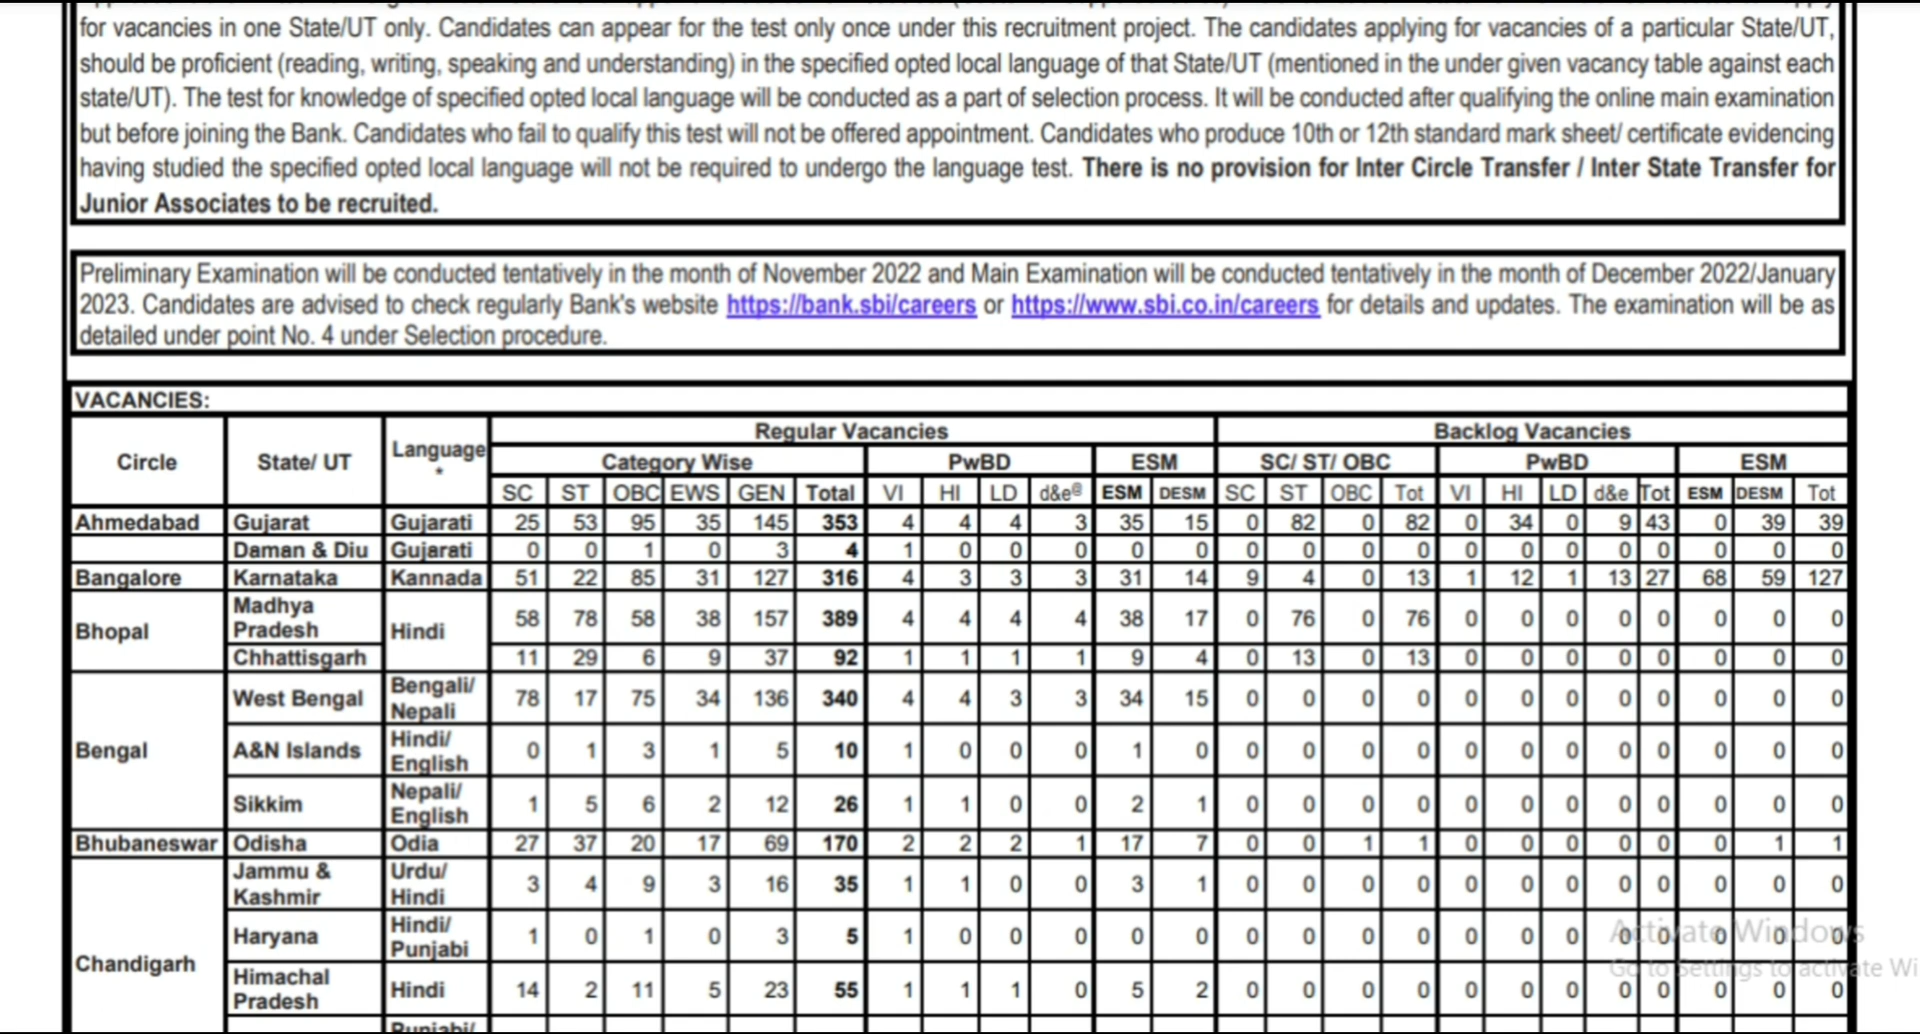 for vacancies in one State/UT only. Candidates can appear for the test only once under this recruitment project. The candidates applying for vacancies of a particular State/UT,
should be proficient (reading, writing, speaking and understanding) in the specified opted local language of that State/UT (mentioned in the under given vacancy table against each
state/UT). The test for knowledge of specified opted local language will be conducted as a part of selection process. It will be conducted after qualifying the online main examination
but before joining the Bank. Candidates who fail to qualify this test will not be offered appointment. Candidates who produce 10th or 12th standard mark sheet/ certificate evidencing
having studied the specified opted local language will not be required to undergo the language test. There is no provision for Inter Circle Transfer / Inter State Transfer for
Junior Associates to be recruited.
Preliminary Examination will be conducted tentatively in the month of November 2022 and Main Examination will be conducted tentatively in the month of December 2022/January
2023. Candidates are advised to check regularly Bank's website https://bank.sbi/careers or https://www.sbi.co.in/careers for details and updates. The examination will be as
detailed under point No. 4 under Selection procedure.
VACANCIES:
Circle State/ UT Language * Regular Vacancies Backlog Vacancies
Category Wise PwBD ESM SC/ ST/ OBC PwBD ESM
SC ST OBC EWS GEN Total VI HI LD d&e@ ESM DESM SC ST OBC Tot VI HI LD d&e Tot ESM DESM Tot
Ahmedabad Gujarat Gujarati 25 53 95 35 145 353 4 4 4 3 35 15 0 82 0 82 0 34 0 9 43 0 39 39
Daman & Diu Gujarati 0 0 1 0 3 4 1 0 0 0 0 0 0 0 0 0 0 0 0 0 0 0 0 0
Bangalore Karnataka Kannada 51 22 85 31 127 316 4 3 3 3 31 14 9 4 0 13 1 12 1 13 27 68 59 127
Bhopal Madhya Pradesh Hindi 58 78 58 38 157 389 4 4 4 4 38 17 0 76 0 76 0 0 0 0 0 0 0 0
Chhattisgarh 11 29 6 9 37 92 1 1 1 1 9 4 0 13 0 13 0 0 0 0 0 0 0 0
Bengal West Bengal Bengali/ Nepali 78 17 75 34 136 340 4 4 3 3 34 15 0 0 0 0 0 0 0 0 0 0 0 0
A&N Islands Hindi/ English 0 1 3 1 5 10 1 0 0 0 1 0 0 0 0 0 0 0 0 0 0 0 0 0
Sikkim Nepali/ English 1 5 6 2 12 26 1 1 0 0 2 1 0 0 0 0 0 0 0 0 0 0 0 0
Bhubaneswar Odisha Odia 27 37 20 17 69 170 2 2 2 1 17 7 0 0 1 1 0 0 0 0 0 0 1 1
Chandigarh Jammu & Kashmir Urdu/ Hindi 3 4 9 3 16 35 1 1 0 0 3 1 0 0 0 0 0 0 0 0 0 0 0 0
Haryana Hindi/ Punjabi 1 0 1 0 3 5 1 0 0 0 0 0 0 0 0 0 0 0 0 0 0 0 0 0
Himachal Pradesh Hindi 14 2 11 5 23 55 1 1 1 0 5 2 0 0 0 0 0 0 0 0 0 0 0 0
Punjabi/
Activate Windows
Go to Settings to activate Wi